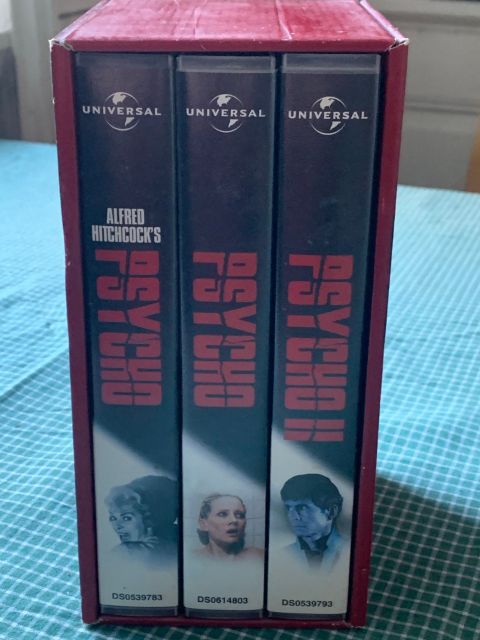 UNIVERSAL
ALFRED
HITCHCOCK'S
PSYCHO
DS0539783
UNIVERSAL
PSYCHO
DS0614803
UNIVERSAL
PSYCHO II
DS0539793